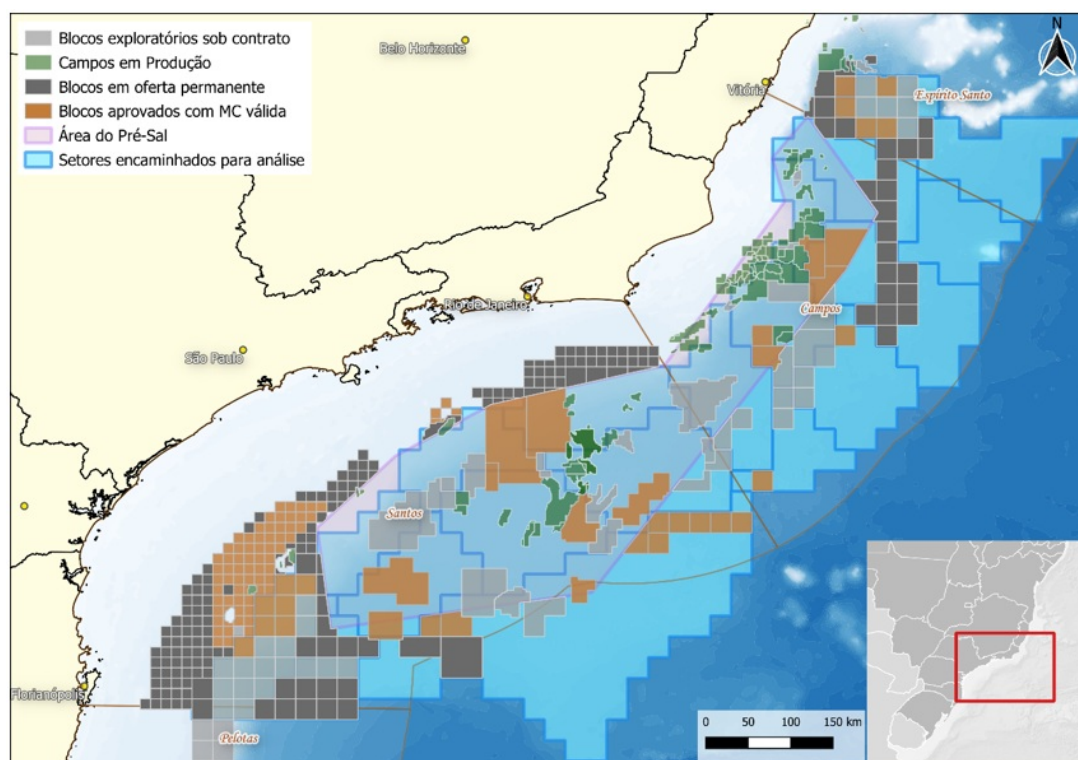 Blocos exploratórios sob contrato
Campos em Produção
Blocos em oferta permanente
Blocos aprovados com MC válida
Área do Pré-Sal
Setores encaminhados para análise
Belo Horizonte
N
Vitória
Espírito Santo
Rio de Janeiro
Campos
São Paulo
Santos
Florianópolis
Pelotas
0 50 100 150 km